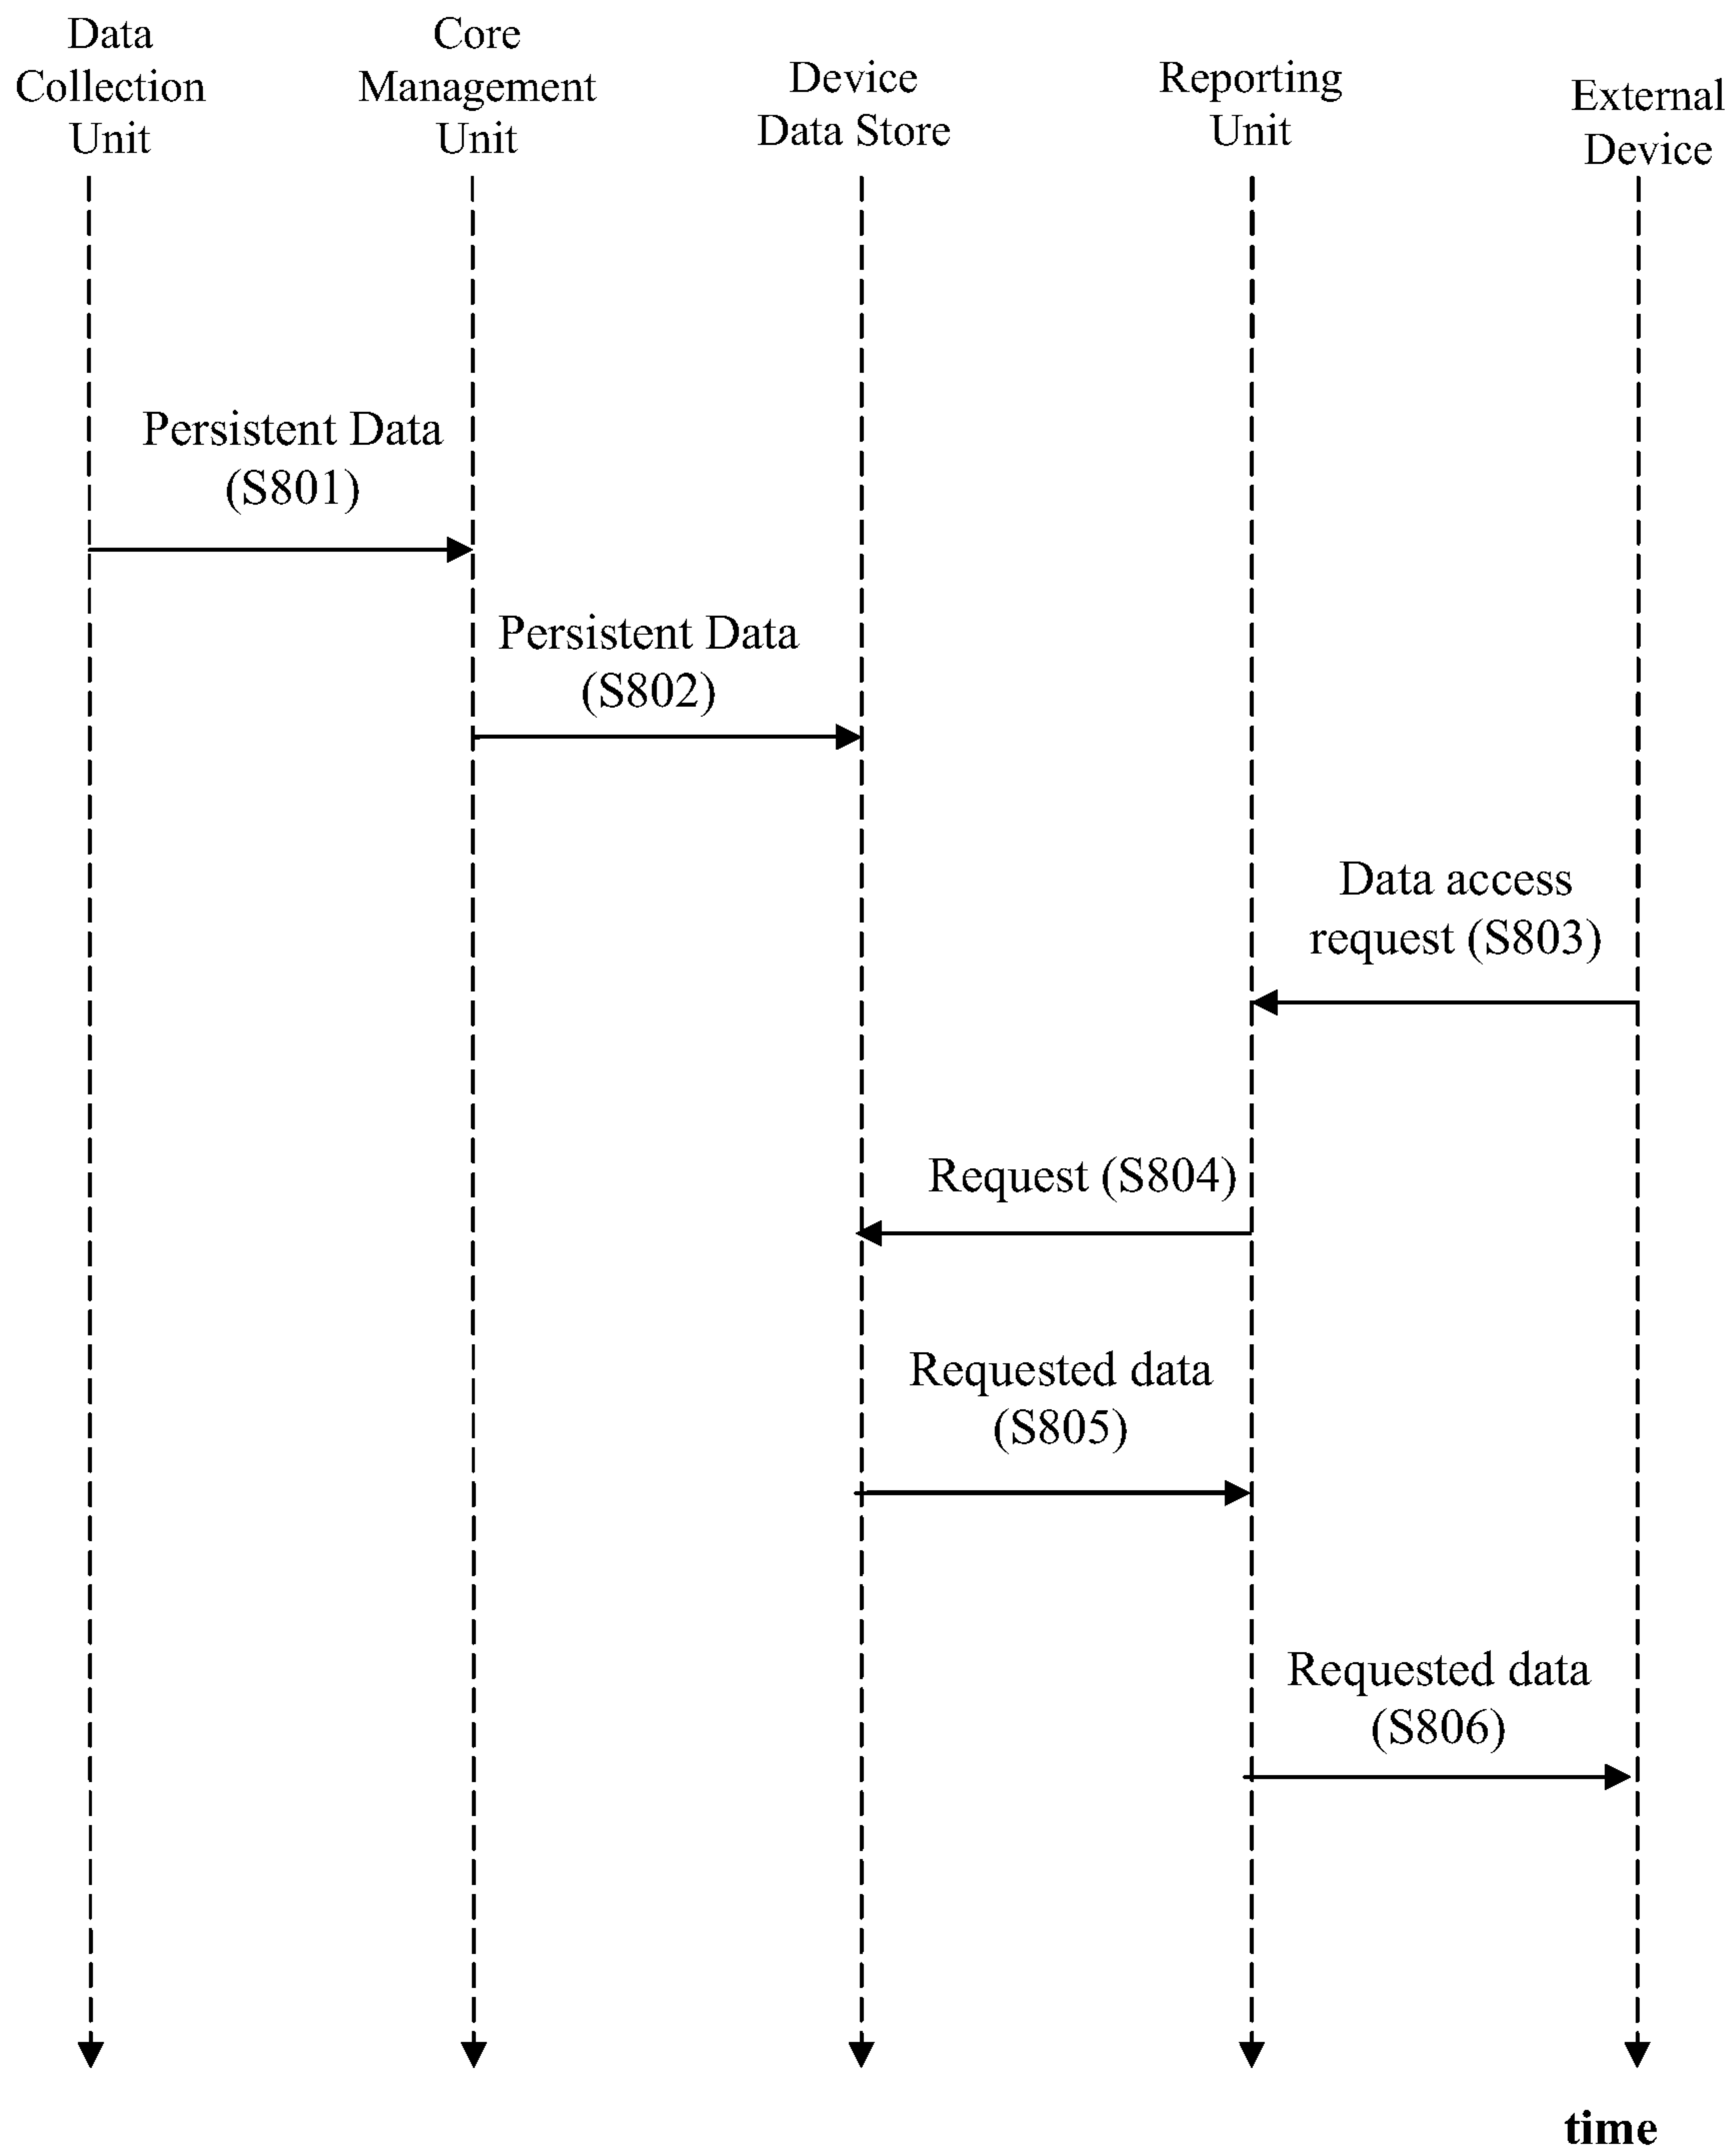 Data
Collection
Unit
Core
Management
Unit
Device
Data Store
Reporting
Unit
External
Device
Persistent Data
(S801)
Persistent Data
(S802)
Data access
request (S803)
Request (S804)
Requested data
(S805)
Requested data
(S806)
time